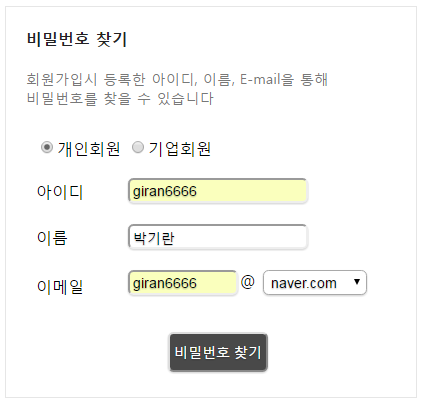 비밀번호 찾기
회원가입시 등록한 아이디, 이름, E-mail을 통해
비밀번호를 찾을 수 있습니다
개인회원 기업회원
아이디 giran6666
이름 박기란
이메일 giran6666 @ naver.com
비밀번호 찾기